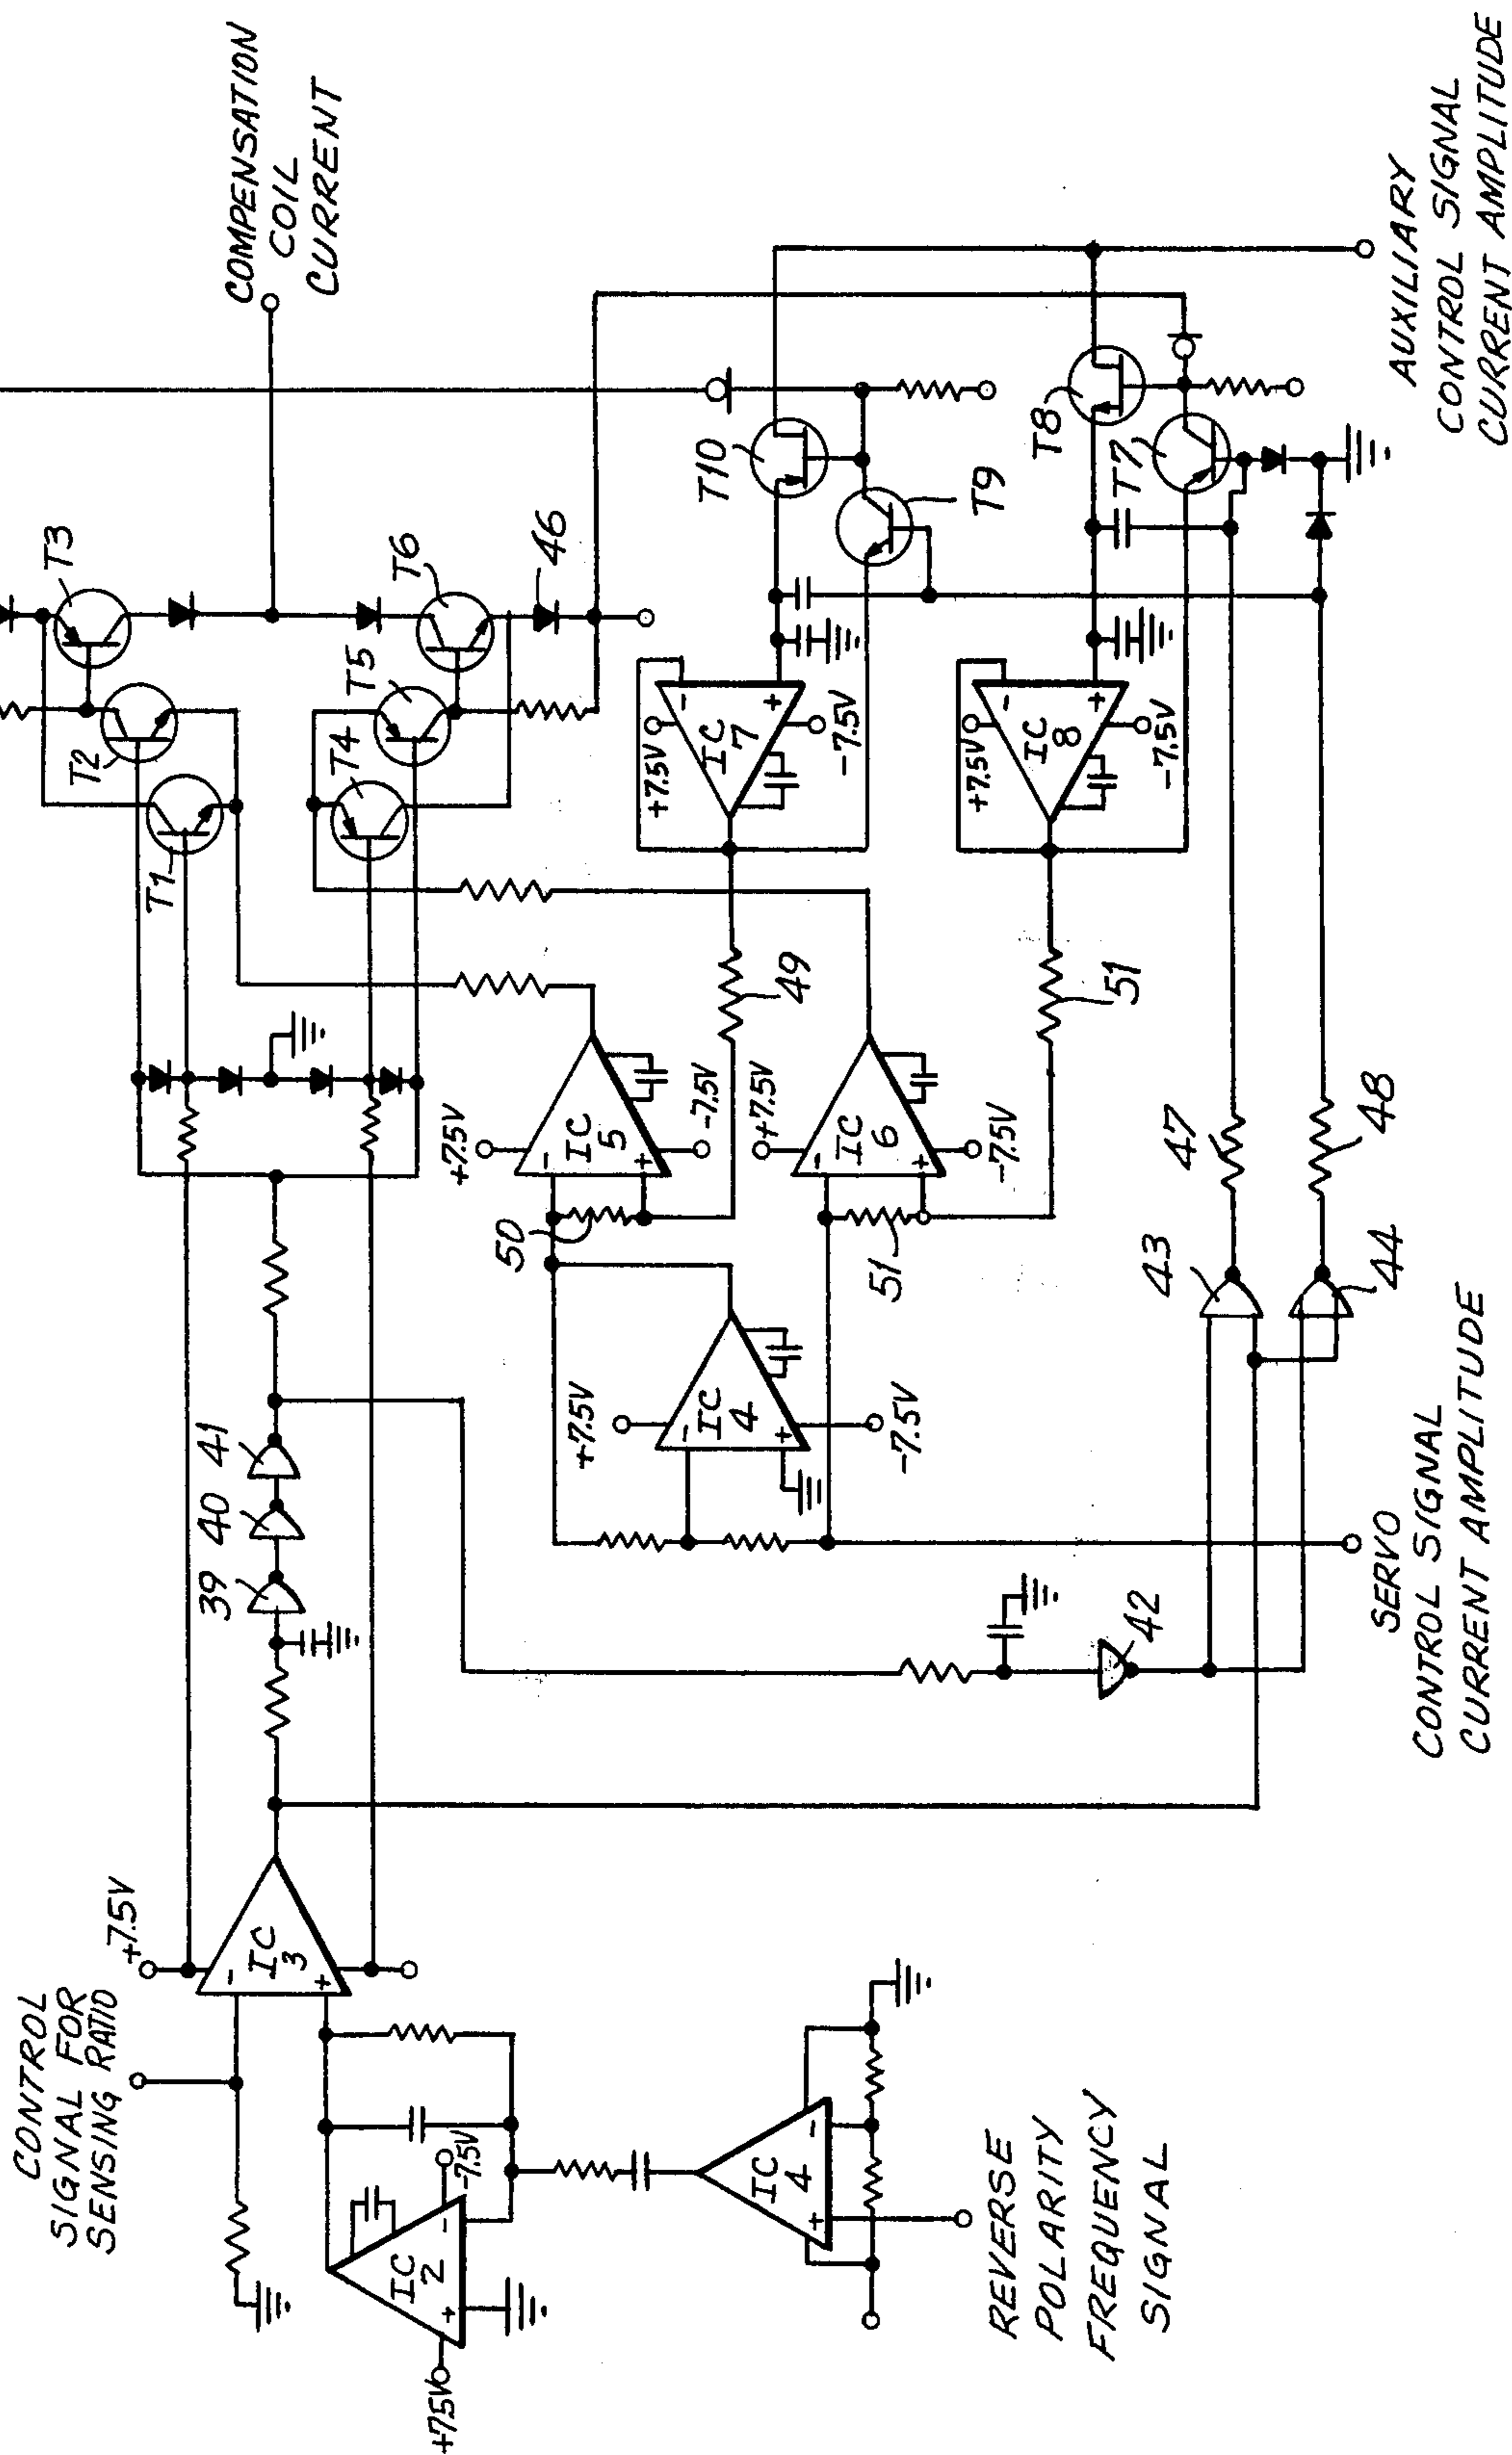 COMPENSATION
COIL
CURRENT
T3
T6
46
T2
T5
T1
T4
T10
T9
T8
T7
+7.5V
IC
7
-
+
-7.5V
+7.5V
IC
8
-
+
-7.5V
49
51
AUXILIARY
CONTROL SIGNAL
CURRENT AMPLITUDE
39
40
41
+7.5V
IC
5
-
+
-7.5V
50
+7.5V
IC
6
-
+
-7.5V
51
+7.5V
IC
4
-
+
-7.5V
47
48
43
44
42
SERVO
CONTROL SIGNAL
CURRENT AMPLITUDE
CONTROL
SIGNAL FOR
SENSING RATIO
+7.5V
IC
3
-
+
+7.5V
IC
2
-
+
-7.5V
IC
4
-
+
REVERSE
POLARITY
FREQUENCY
SIGNAL